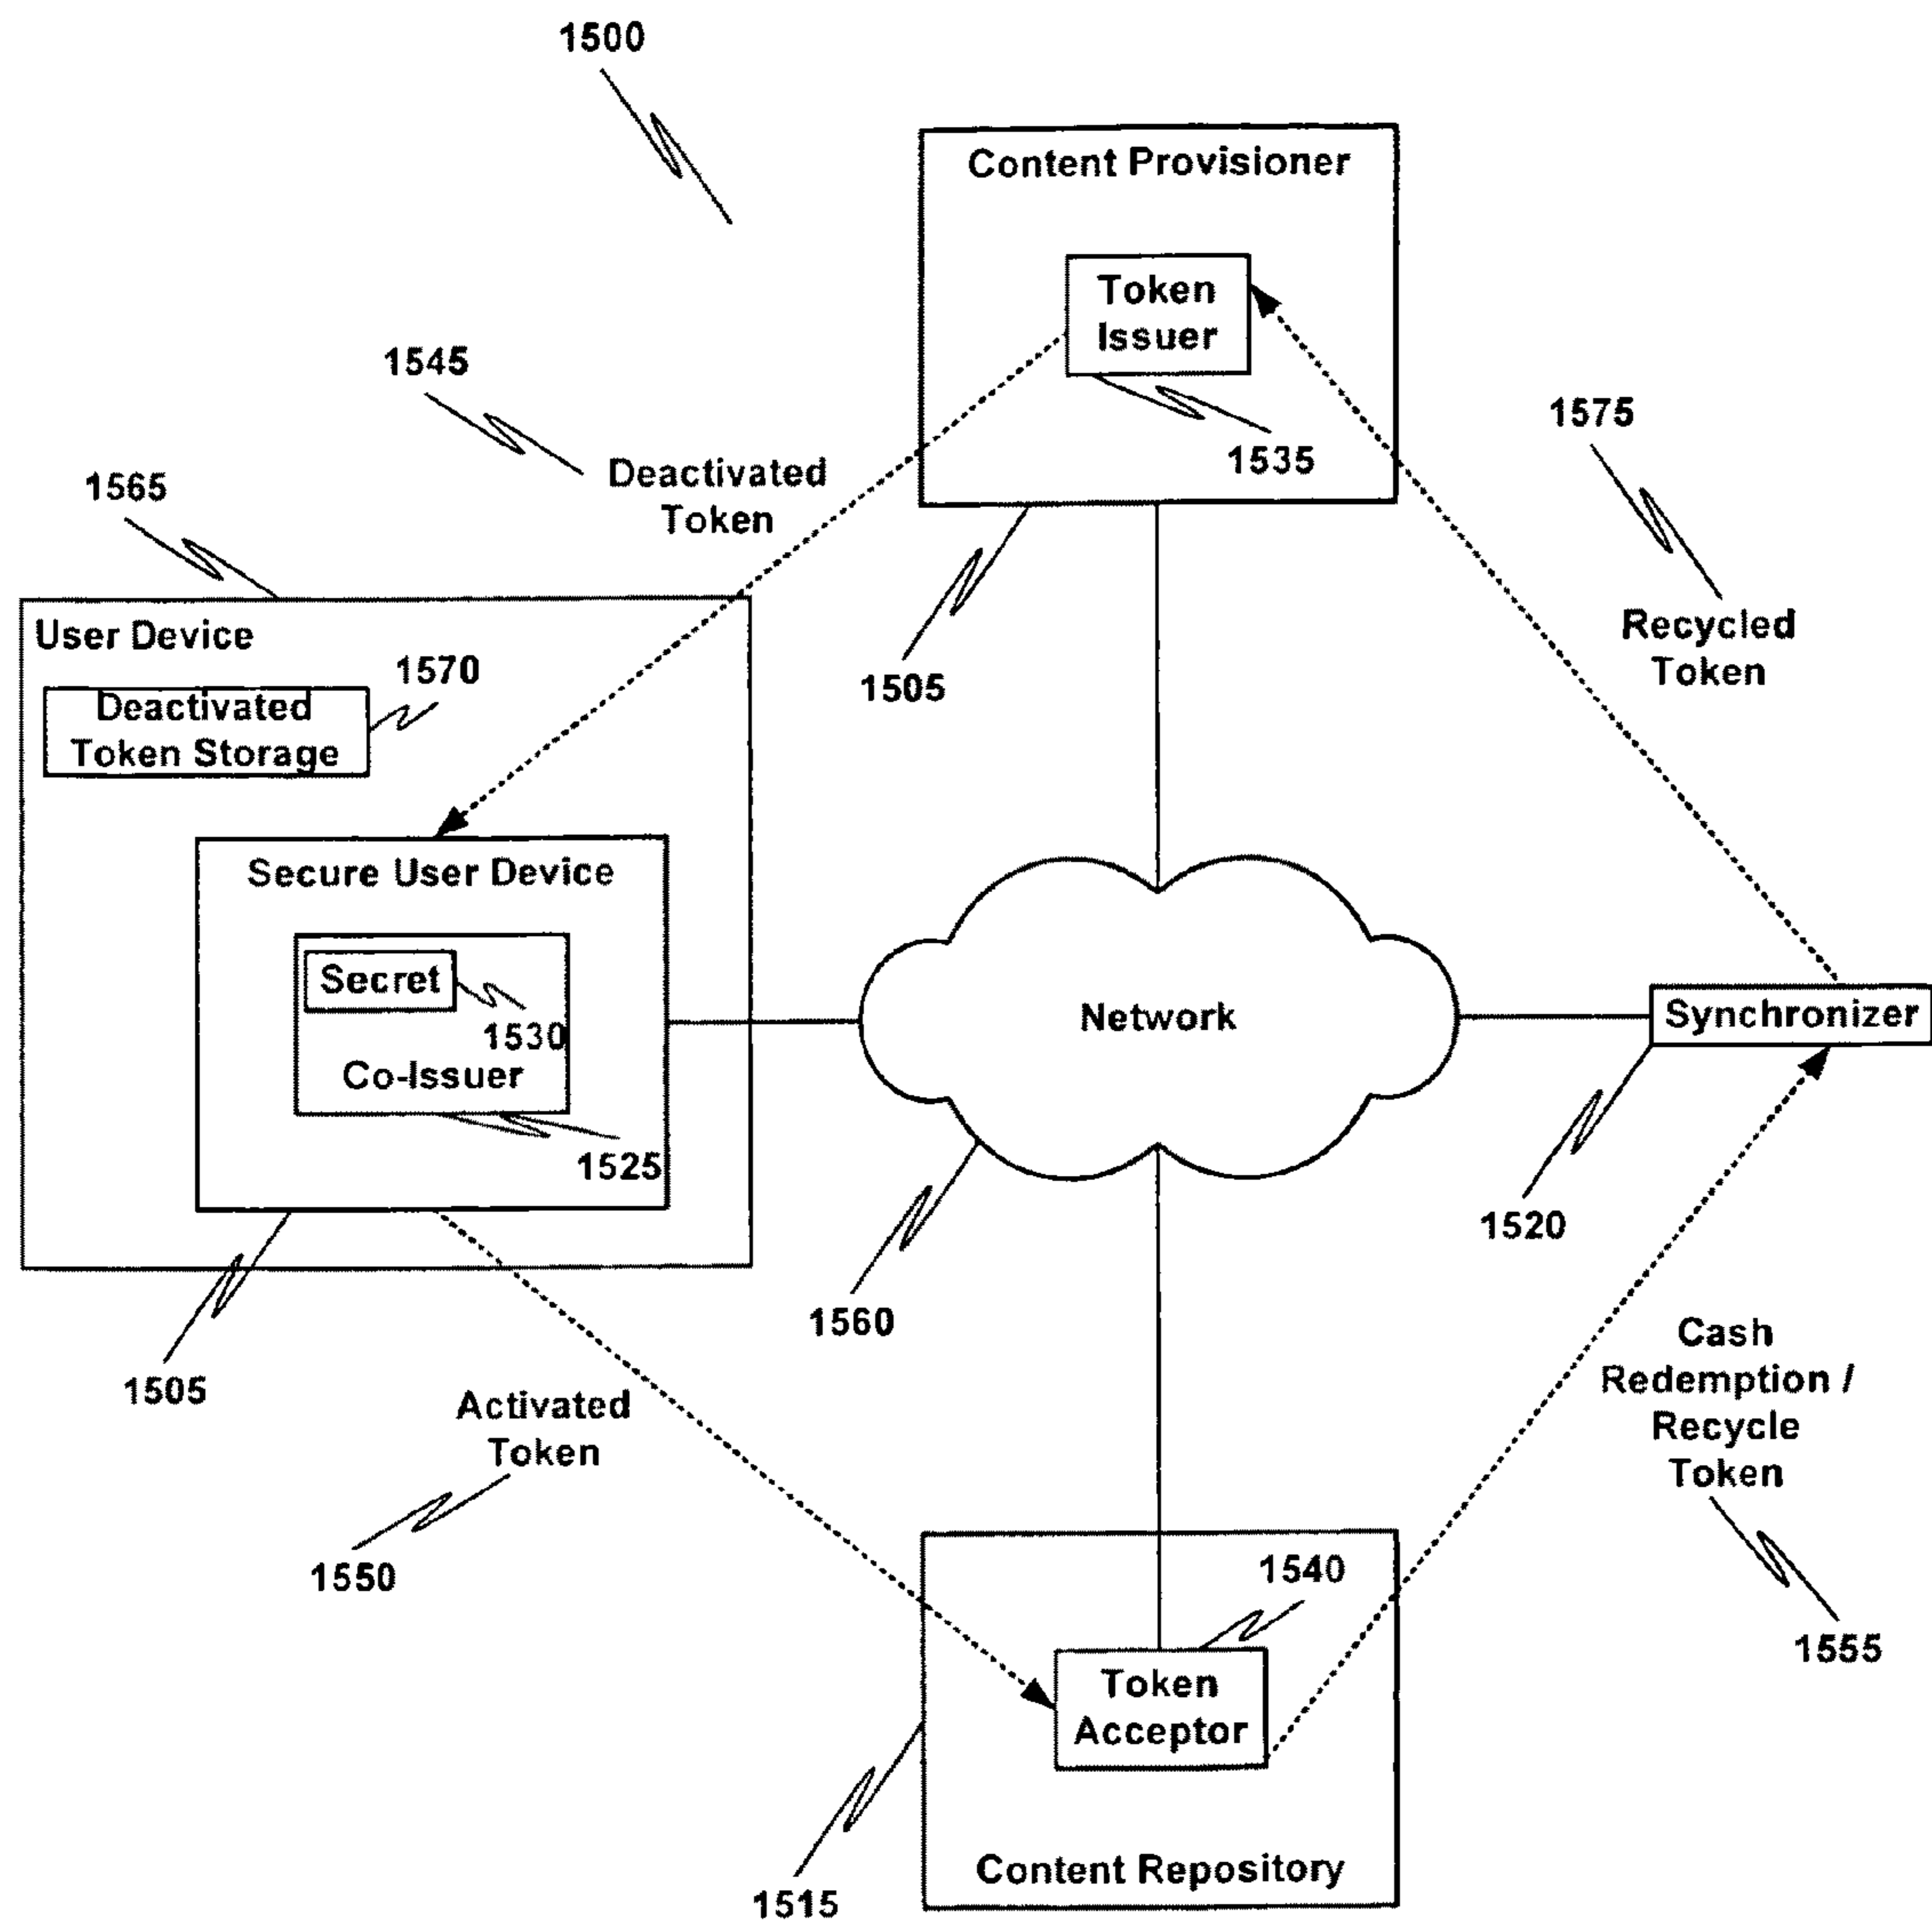 1500
Content Provisioner
Token
Issuer
1535
1545
Deactivated
Token
1575
Recycled
Token
1565
User Device
1570
Deactivated
Token Storage
1505
Secure User Device
Secret
1530
Co-Issuer
1525
Network
Synchronizer
1520
1560
1505
Activated
Token
1550
Cash
Redemption /
Recycle
Token
1555
1540
Token
Acceptor
Content Repository
1515